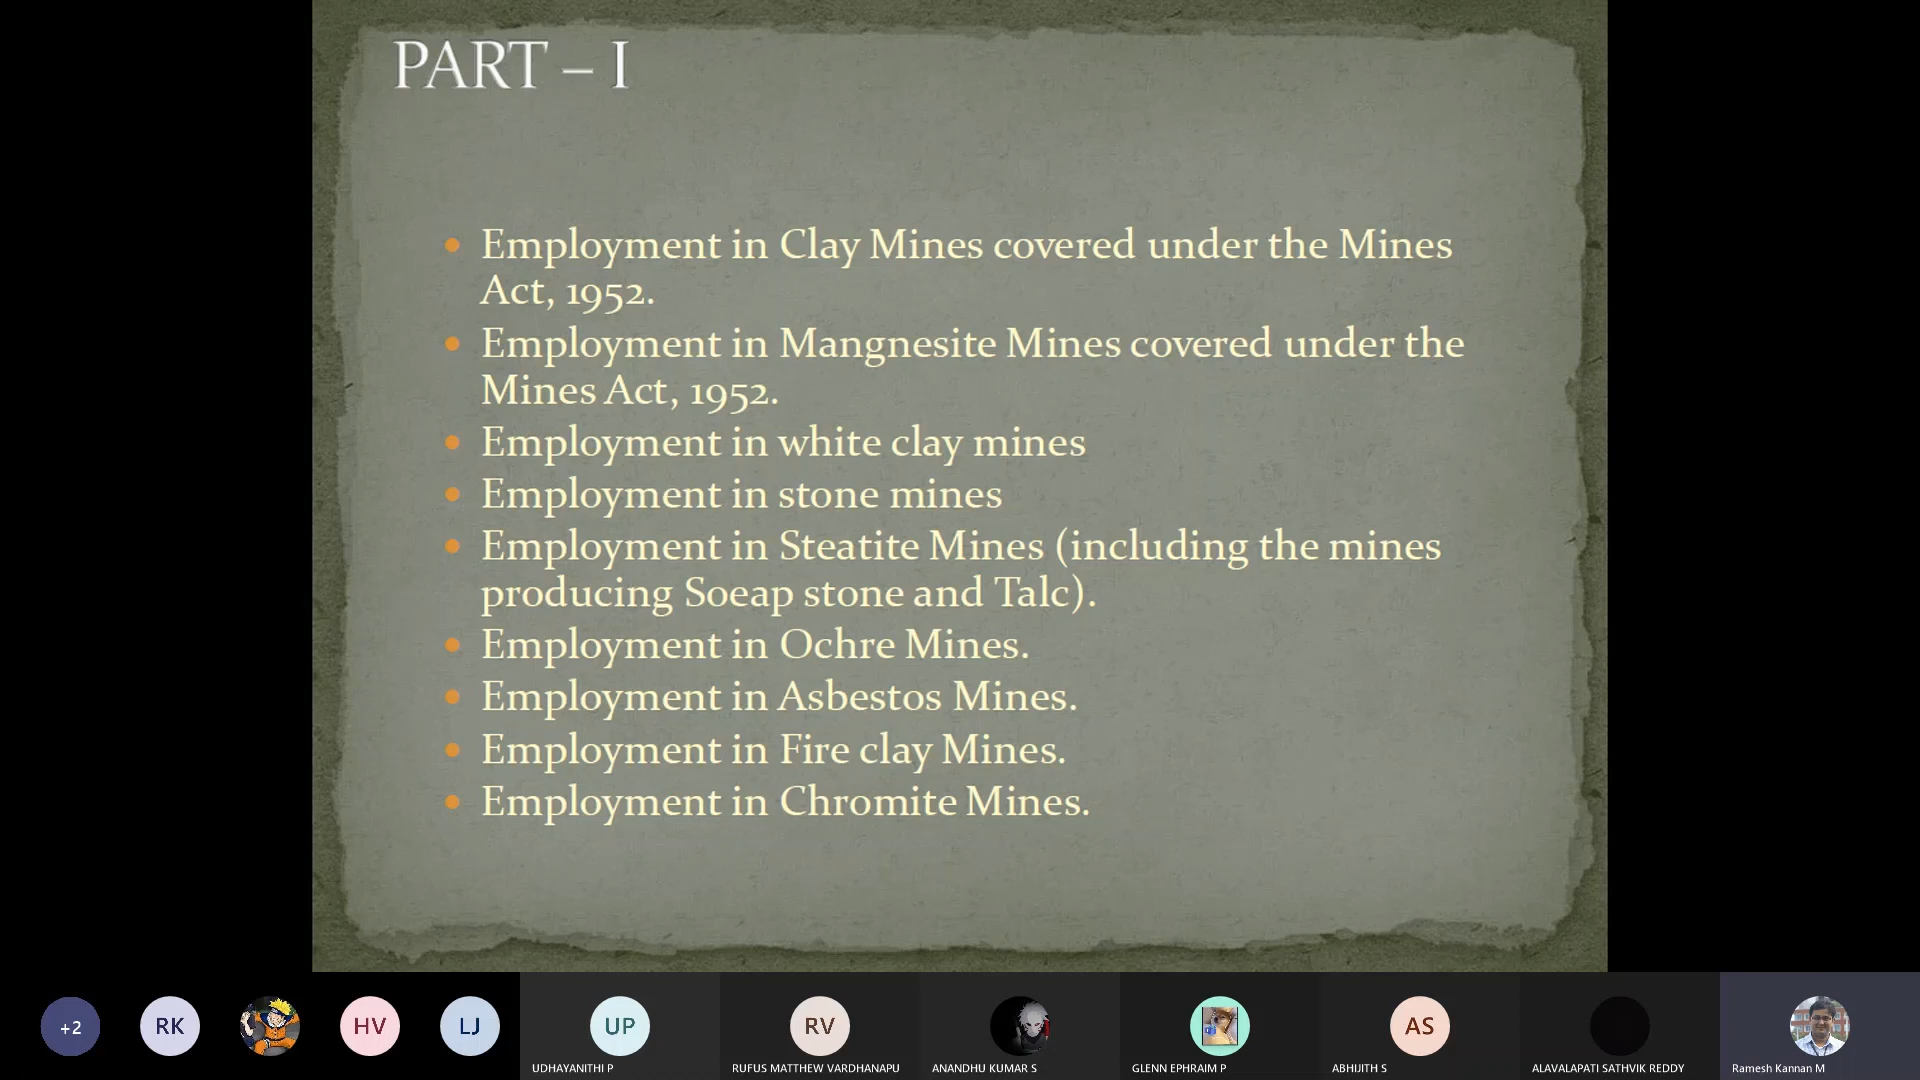 PART – I
• Employment in Clay Mines covered under the Mines
Act, 1952.
• Employment in Mangnesite Mines covered under the
Mines Act, 1952.
• Employment in white clay mines
• Employment in stone mines
• Employment in Steatite Mines (including the mines
producing Soeap stone and Talc).
• Employment in Ochre Mines.
• Employment in Asbestos Mines.
• Employment in Fire clay Mines.
• Employment in Chromite Mines.
+2
RK
HV
LJ
UP
RV
AS
UDHAYANITHI P
RUFUS MATTHEW VARDHANAPU
ANANDHU KUMAR S
GLENN EPHRAIM P
ABHIJITH S
ALAVALAPATI SATHVIK REDDY
Ramesh Kannan M